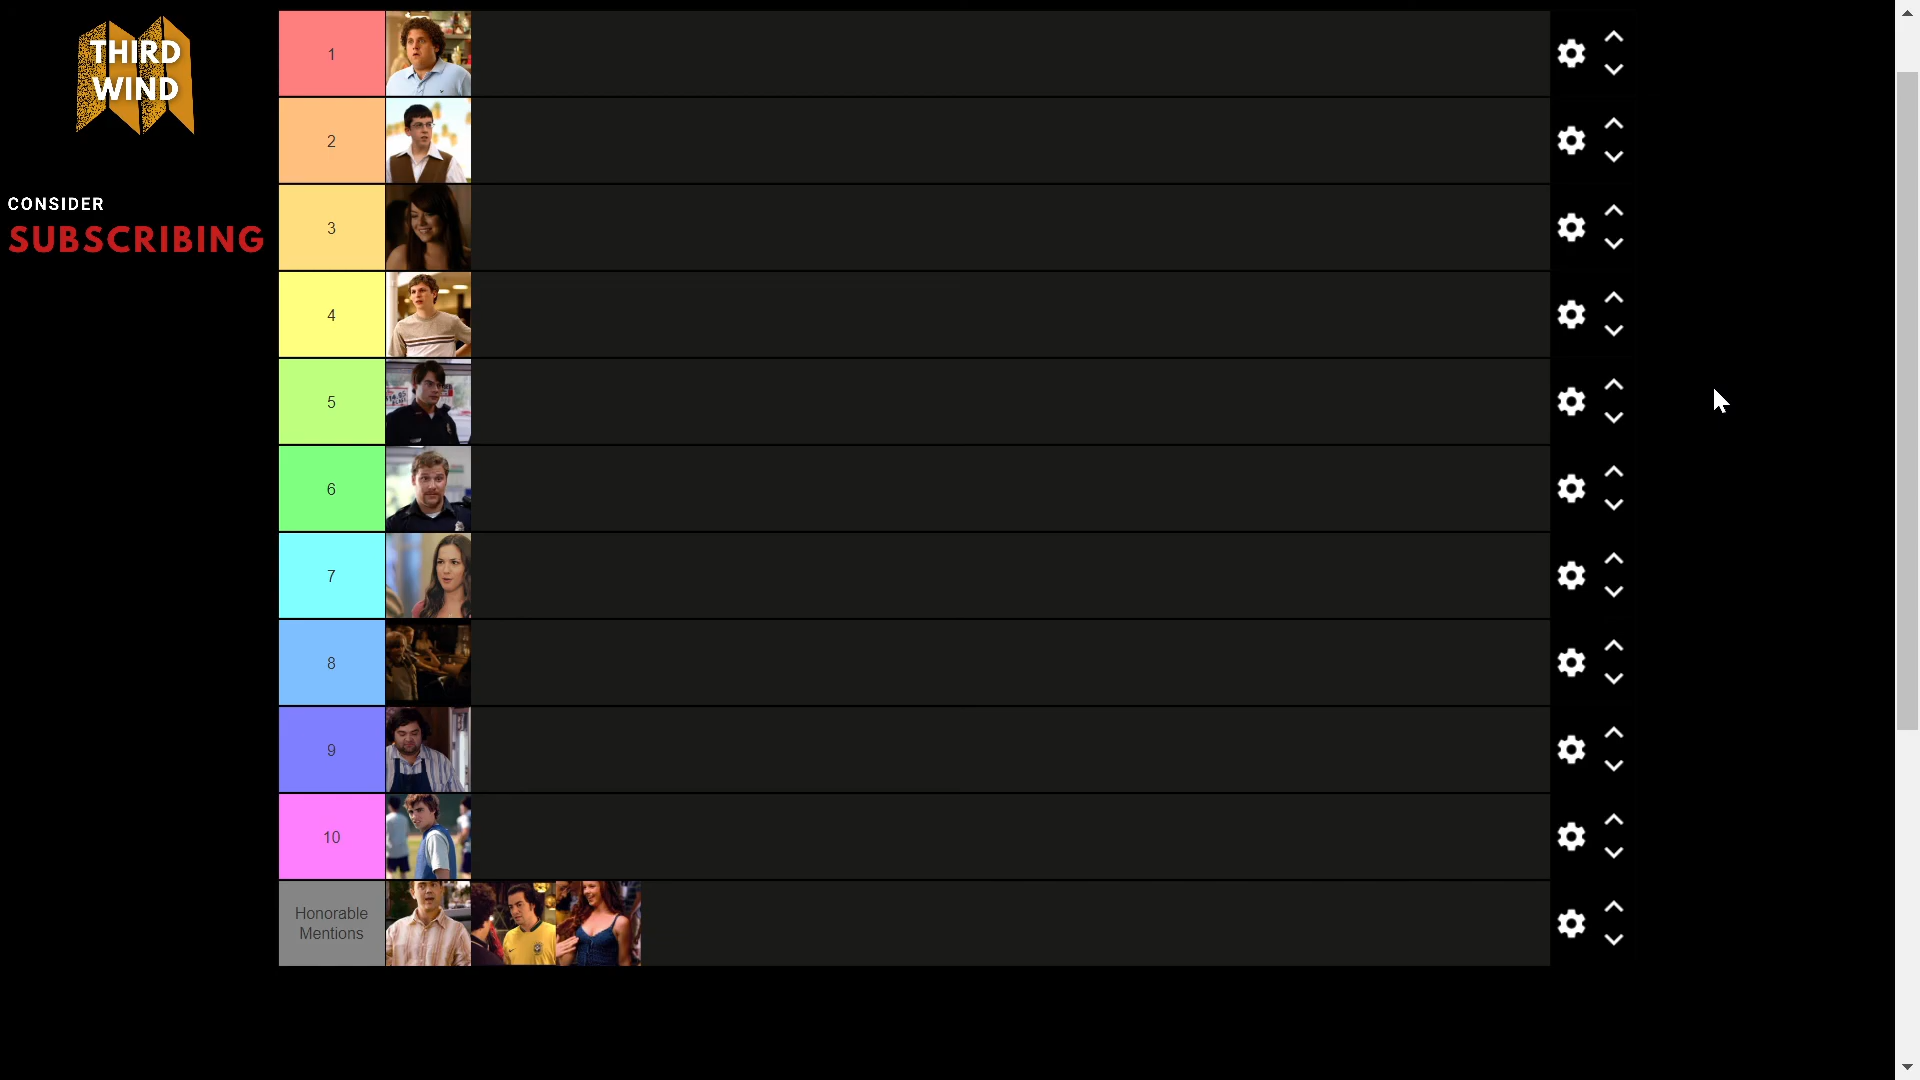 THIRD
WIND
CONSIDER
SUBSCRIBING
1
2
3
4
5
6
7
8
9
10
Honorable
Mentions